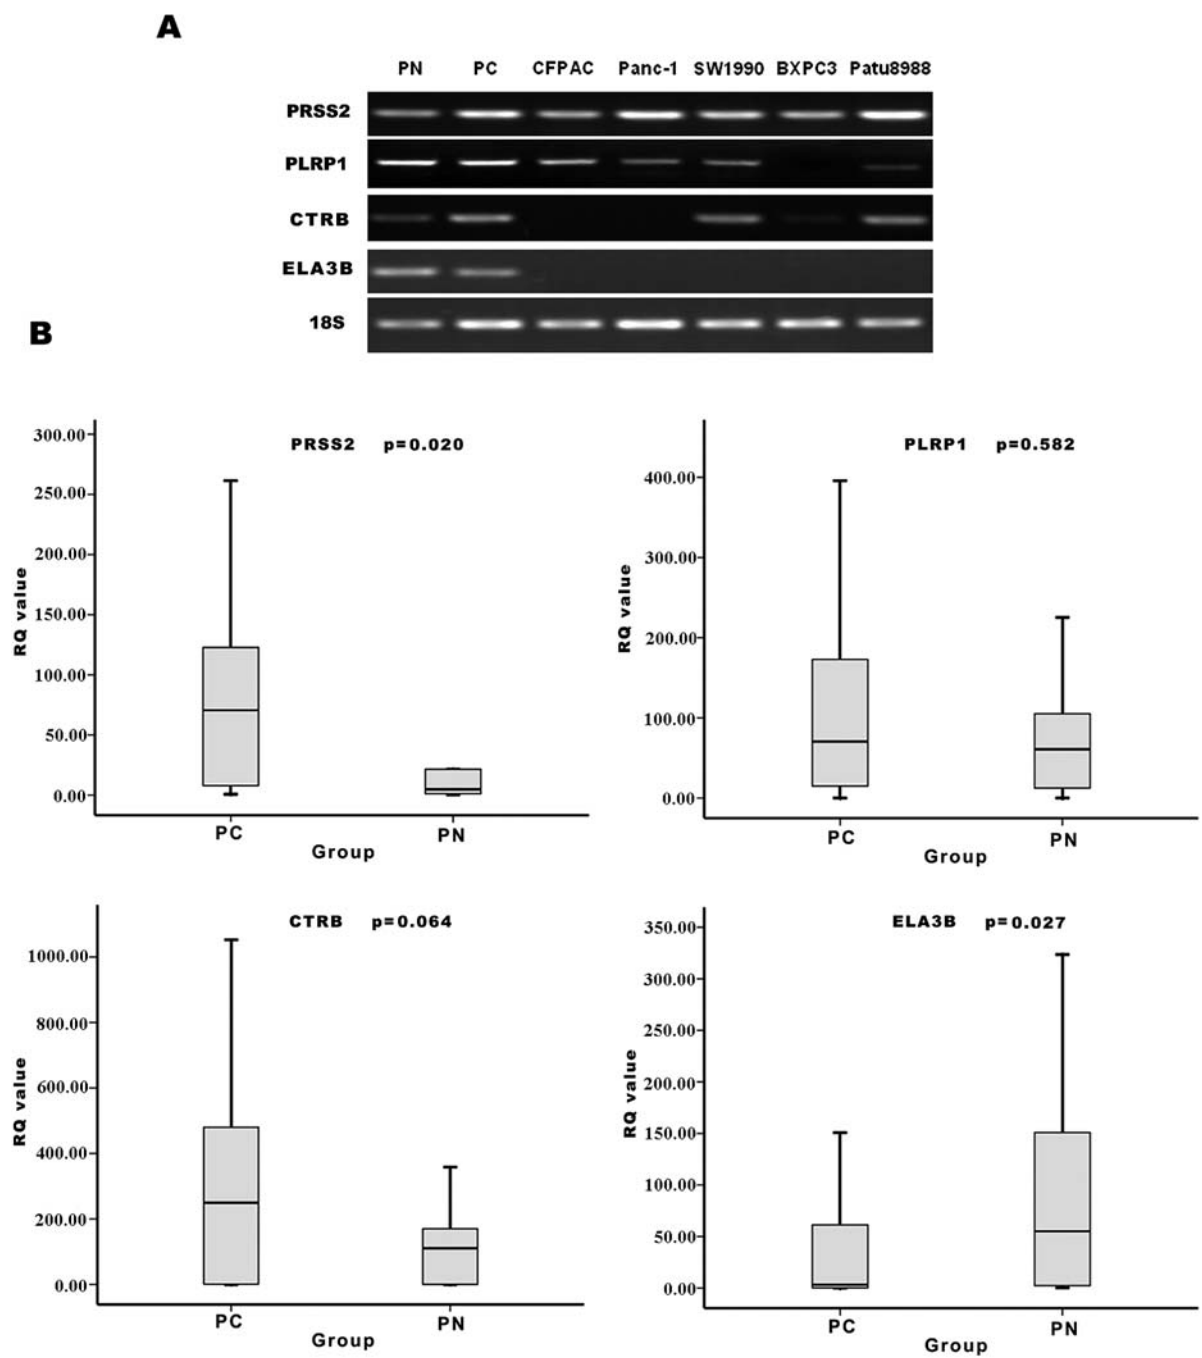 A
PN PC CFPAC Panc-1 SW1990 BXPC3 Patu8988
PRSS2
PLRP1
CTRB
ELA3B
18S
B
PRSS2 p=0.020
300.00
250.00
200.00
150.00
100.00
50.00
0.00
RQ value
PC PN
Group
PLRP1 p=0.582
400.00
300.00
200.00
100.00
0.00
RQ value
PC PN
Group
CTRB p=0.064
1000.00
800.00
600.00
400.00
200.00
0.00
RQ value
PC PN
Group
ELA3B p=0.027
350.00
300.00
250.00
200.00
150.00
100.00
50.00
0.00
RQ value
PC PN
Group